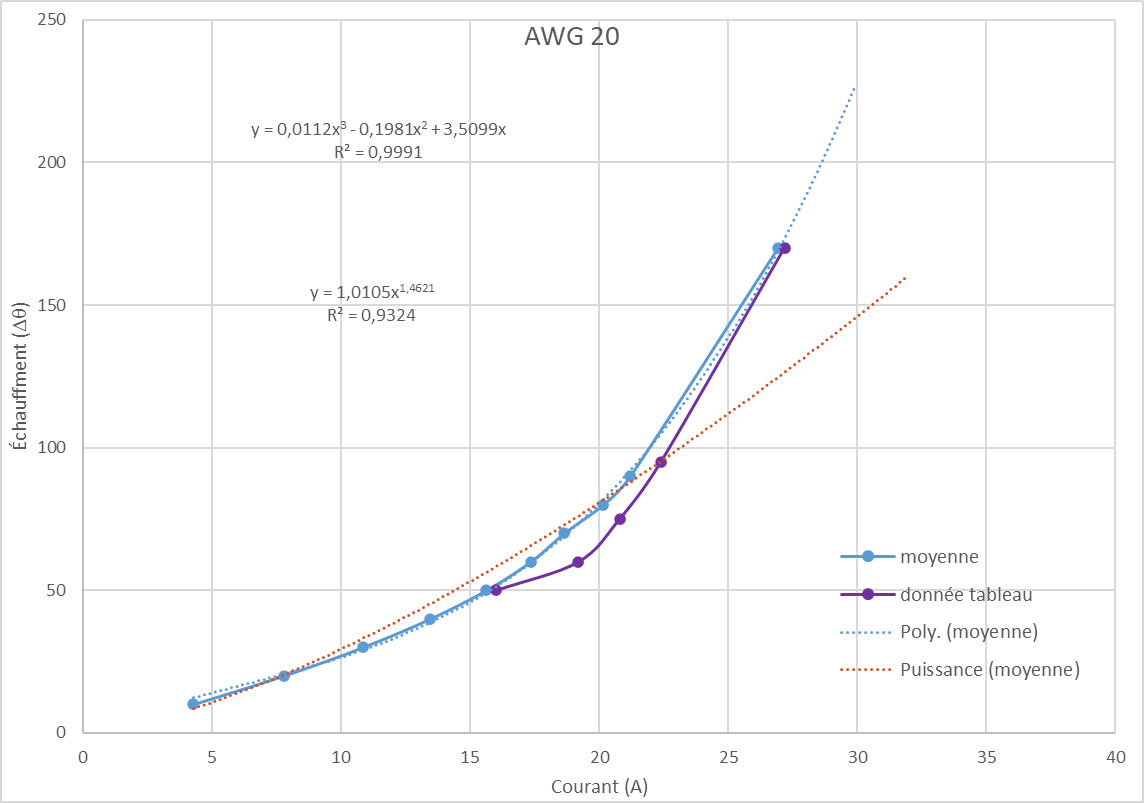 AWG 20
250
200
150
100
50
0
y = 0,0112x³ - 0,1981x² + 3,5099x
R² = 0,9991
y = 1,0105x^1,4621
R² = 0,9324
Échauffment (Δθ)
moyenne
donnée tableau
Poly. (moyenne)
Puissance (moyenne)
0 5 10 15 20 25 30 35 40
Courant (A)